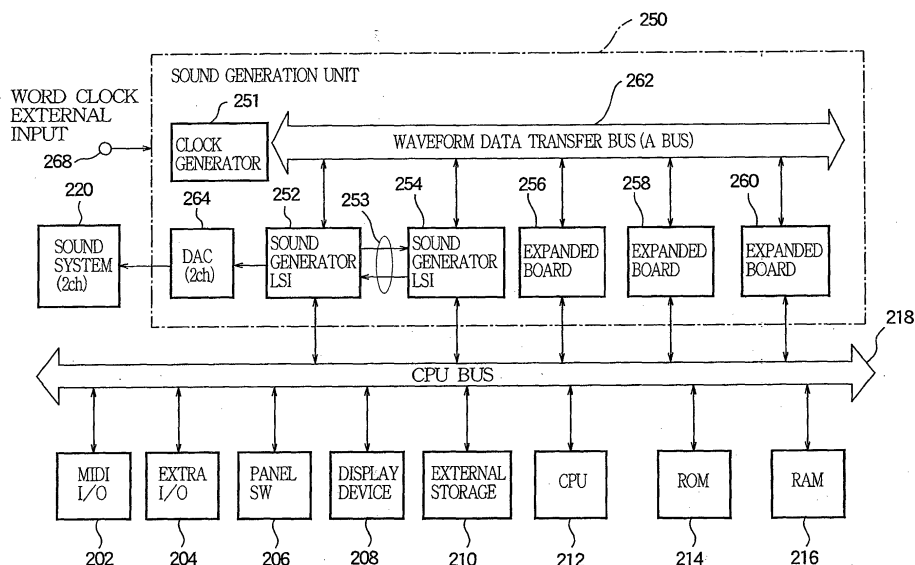 250
SOUND GENERATION UNIT
WORD CLOCK
EXTERNAL
INPUT
268
251
CLOCK
GENERATOR
262
WAVEFORM DATA TRANSFER BUS (A BUS)
220
SOUND
SYSTEM
(2ch)
264
DAC
(2ch)
252
SOUND
GENERATOR
LSI
253
254
SOUND
GENERATOR
LSI
256
EXPANDED
BOARD
258
EXPANDED
BOARD
260
EXPANDED
BOARD
218
CPU BUS
MIDI
I/O
EXTRA
I/O
PANEL
SW
DISPLAY
DEVICE
EXTERNAL
STORAGE
CPU
ROM
RAM
202
204
206
208
210
212
214
216